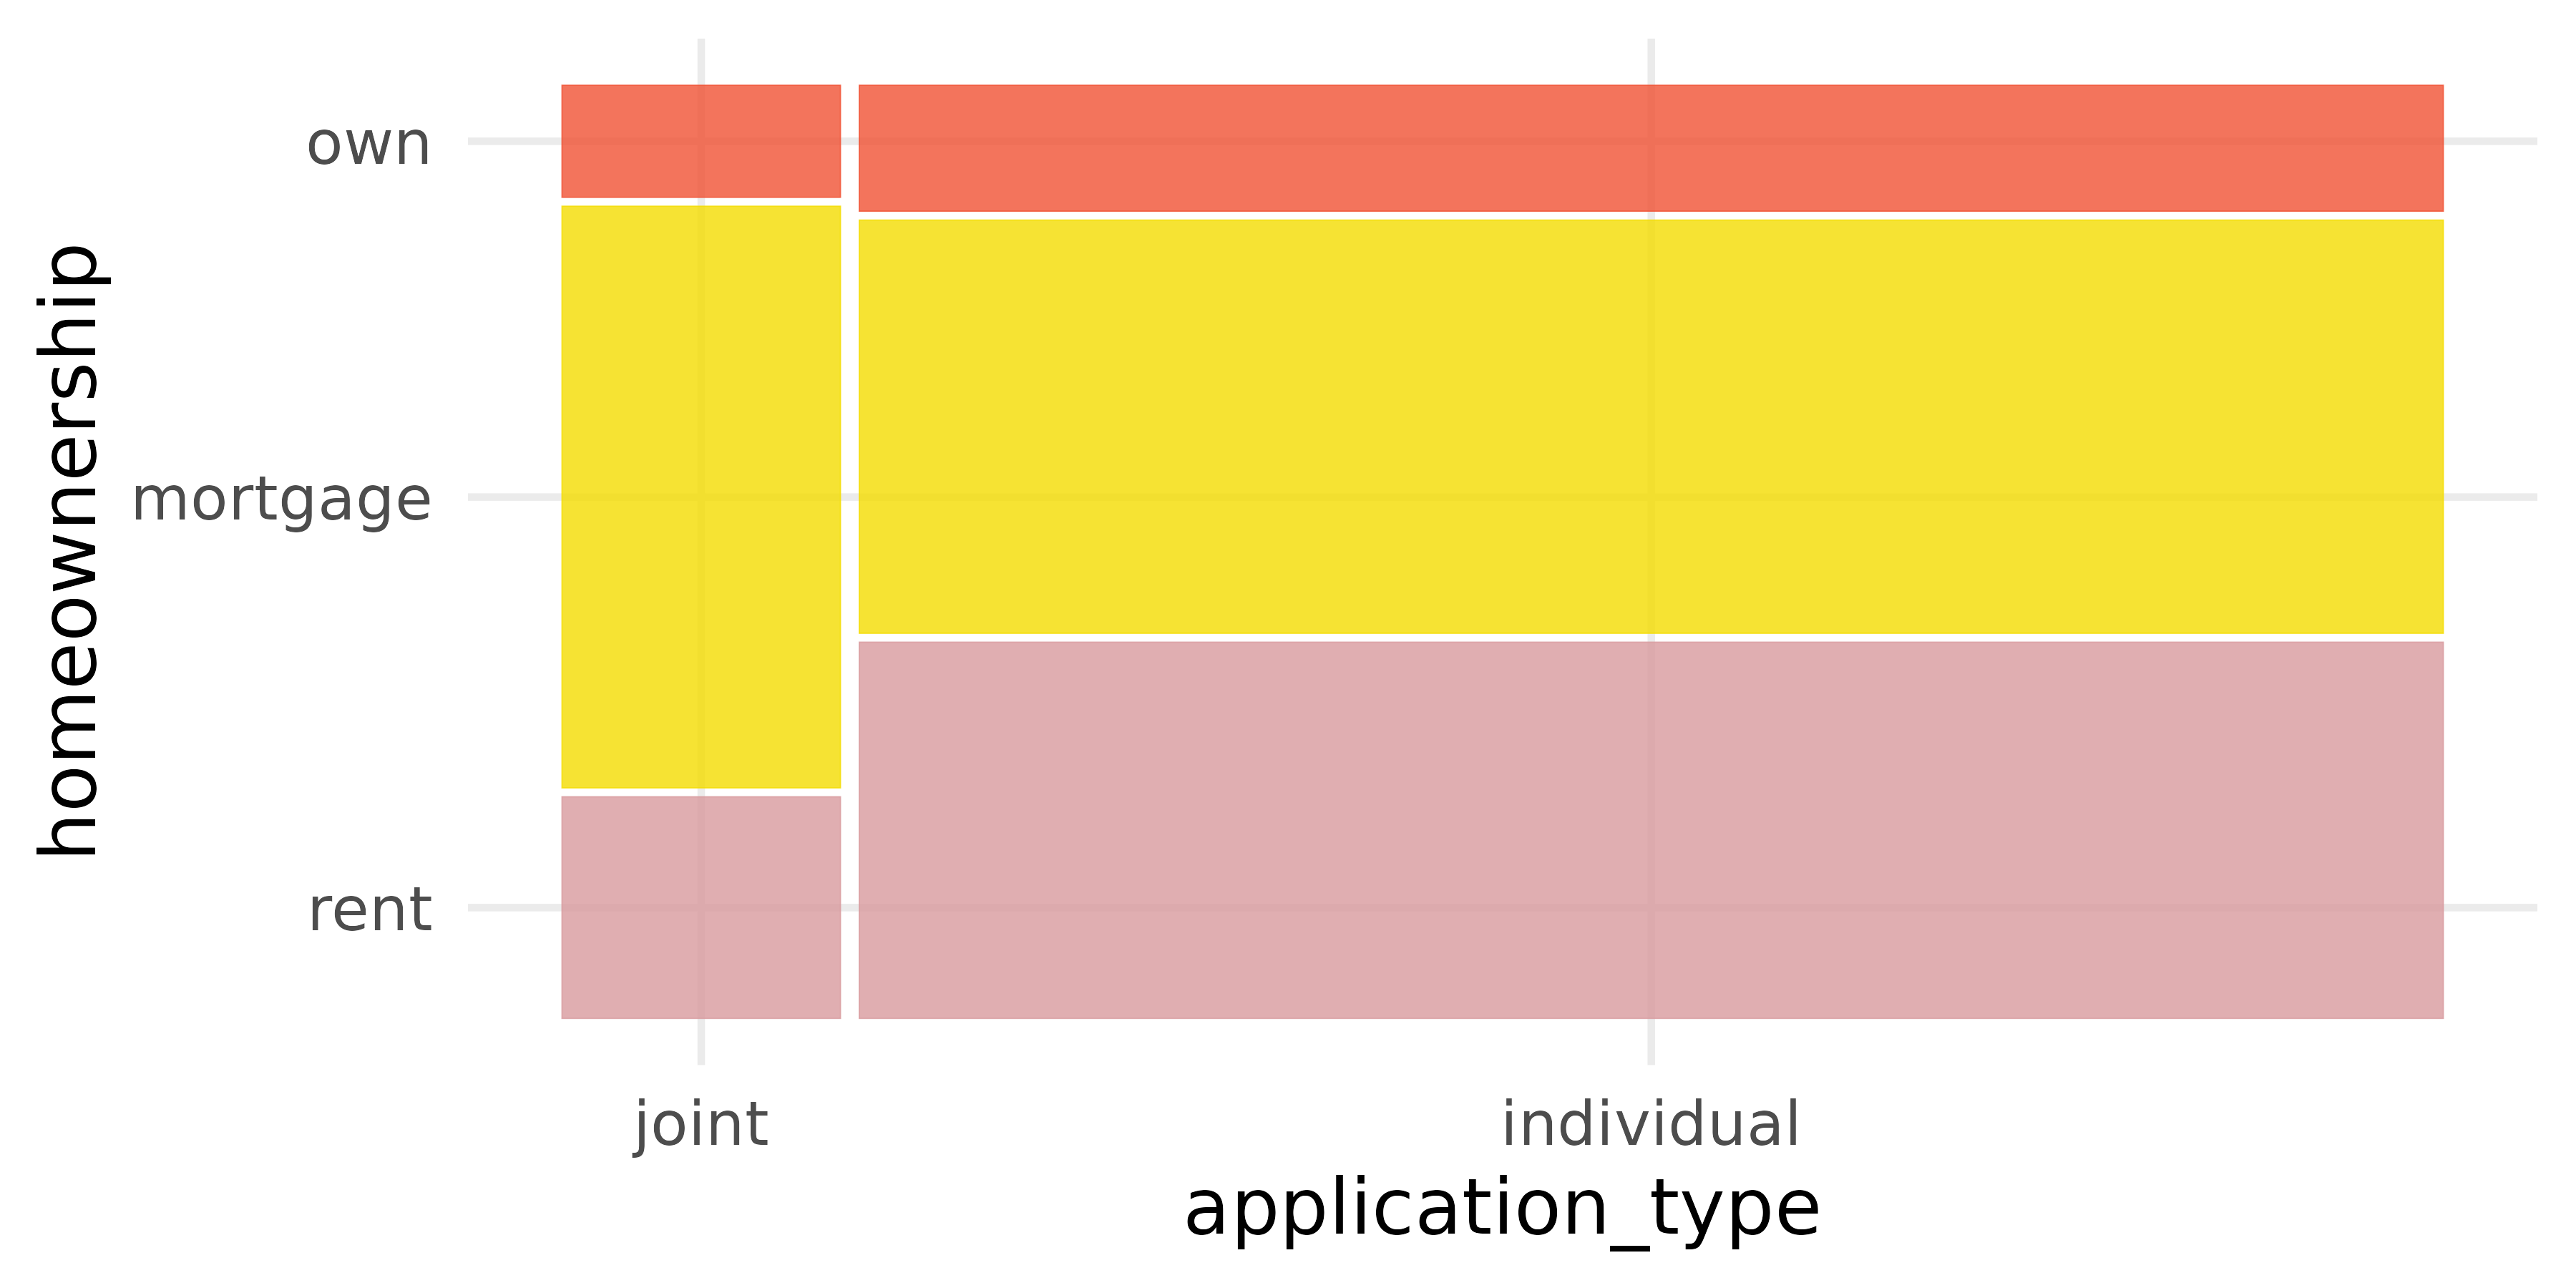 homeownership
own
mortgage
rent
joint
individual
application_type